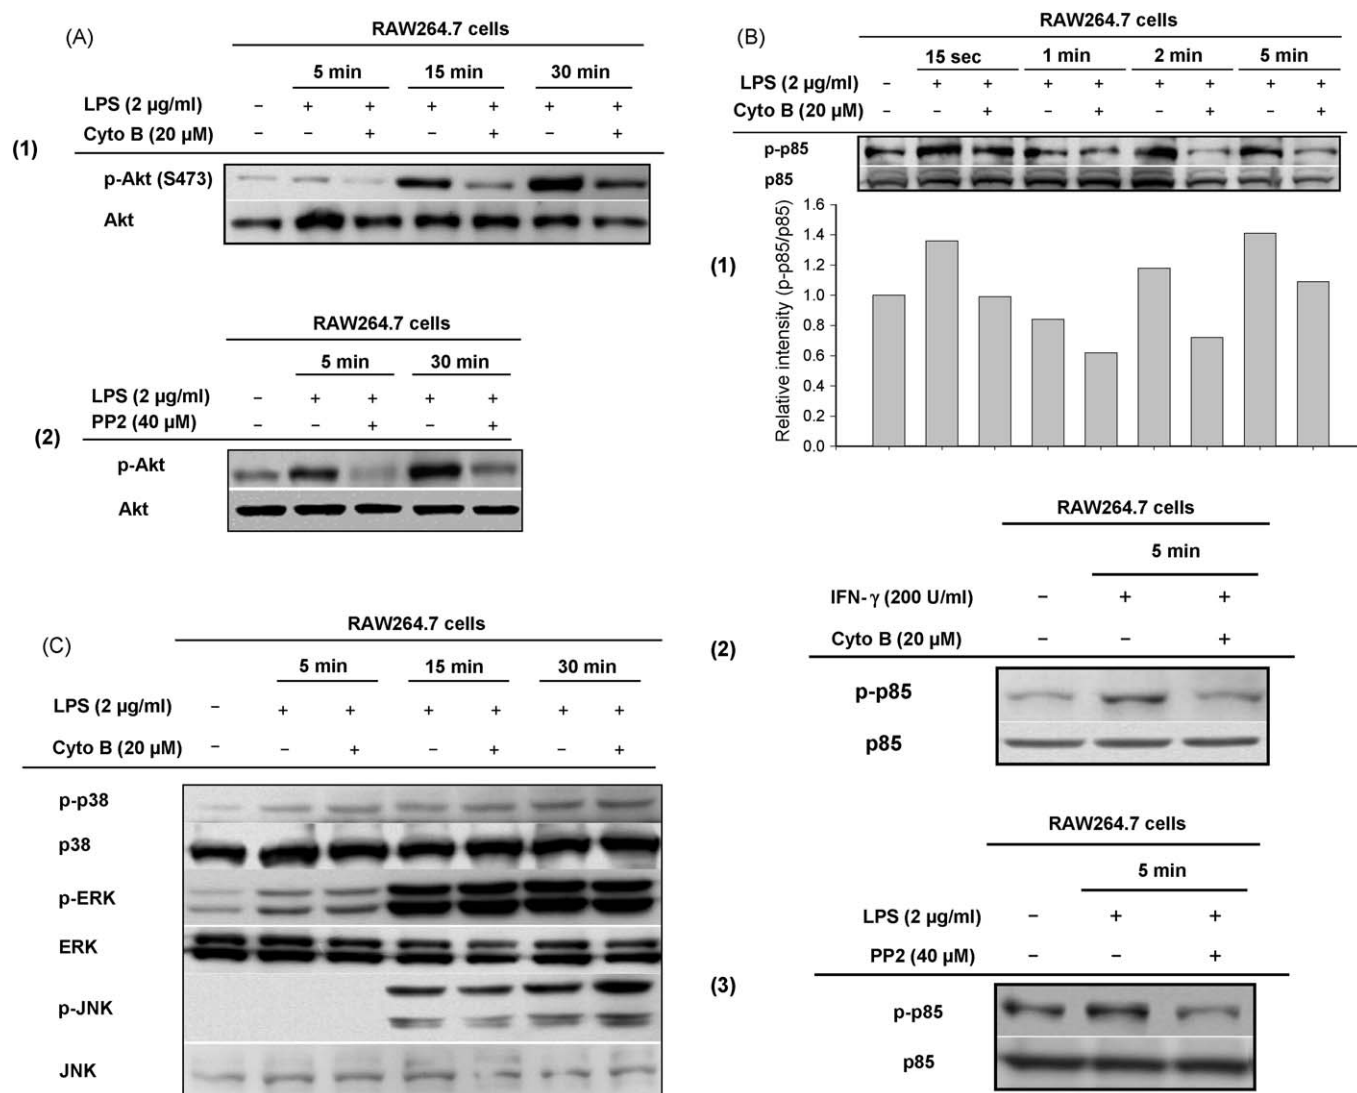 (A)
RAW264.7 cells
5 min 15 min 30 min
LPS (2 µg/ml) – + + + + + +
Cyto B (20 µM) – – + – + – +
(1)
p-Akt (S473)
Akt
RAW264.7 cells
5 min 30 min
LPS (2 µg/ml) – + + + +
PP2 (40 µM) – – + – +
(2)
p-Akt
Akt
(B)
RAW264.7 cells
15 sec 1 min 2 min 5 min
LPS (2 µg/ml) – + + + + + + + +
Cyto B (20 µM) – – + – + – + – +
p-p85
p85
(1)
Relative intensity (p-p85/p85)
1.6
1.4
1.2
1.0
0.8
0.6
0.4
0.2
0.0
RAW264.7 cells
5 min
IFN-γ (200 U/ml) – + +
Cyto B (20 µM) – – +
(2)
p-p85
p85
RAW264.7 cells
5 min
LPS (2 µg/ml) – + +
PP2 (40 µM) – – +
(3)
p-p85
p85
(C)
RAW264.7 cells
5 min 15 min 30 min
LPS (2 µg/ml) – + + + + + +
Cyto B (20 µM) – – + – + – +
p-p38
p38
p-ERK
ERK
p-JNK
JNK